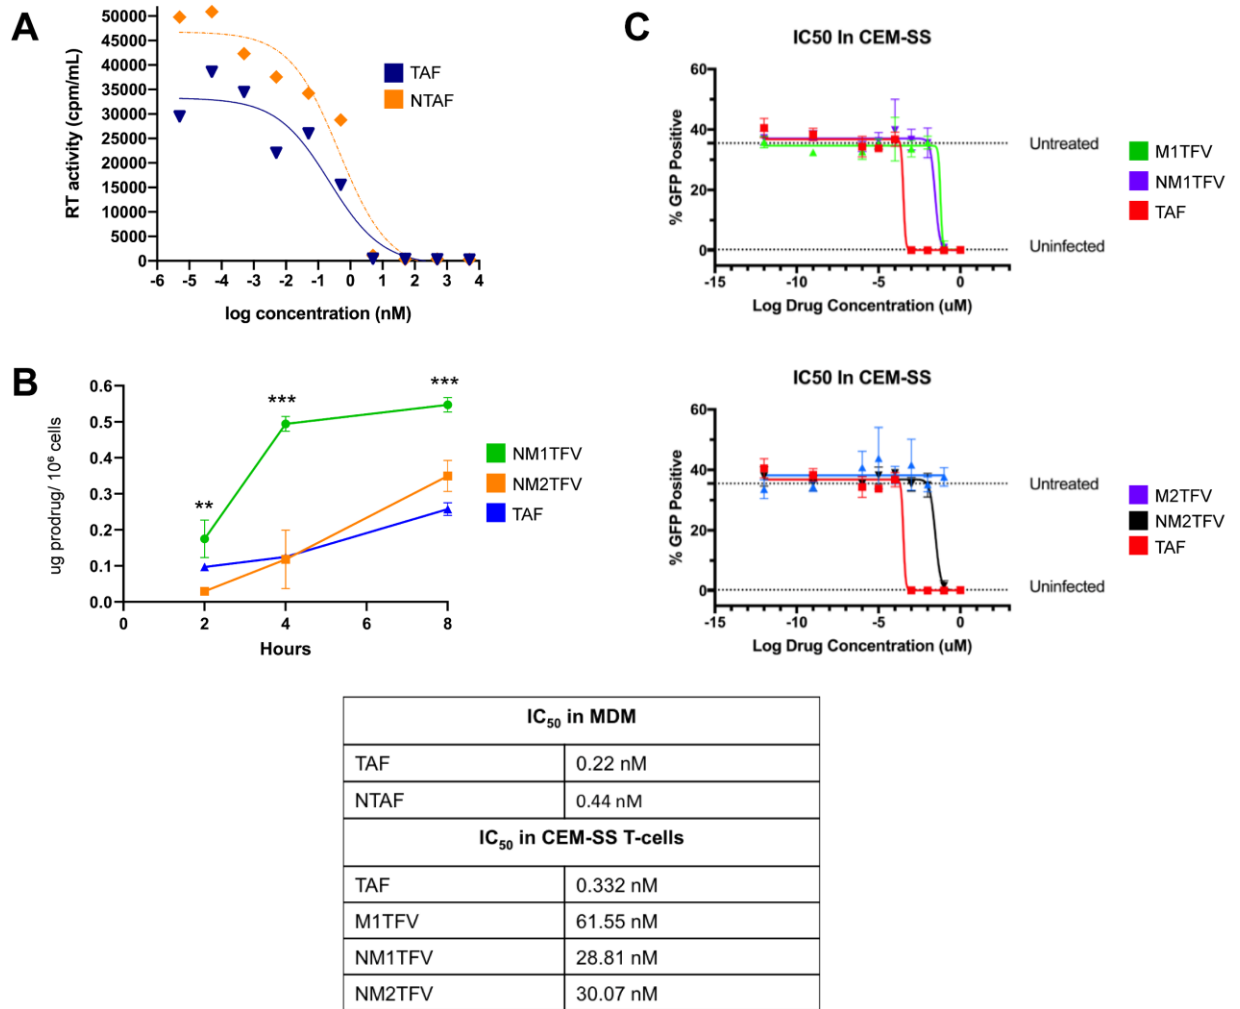 A
50000
45000
40000
35000
30000
25000
20000
15000
10000
5000
0
RT activity (cpm/mL)
-6 -5 -4 -3 -2 -1 0 1 2 3 4
log concentration (nM)
TAF
NTAF
B
0.6
0.5
0.4
0.3
0.2
0.1
0.0
ug prodrug/ 10⁶ cells
** *** ***
0 2 4 6 8
Hours
NM1TFV
NM2TFV
TAF
C
IC50 In CEM-SS
60
40
20
0
% GFP Positive
-15 -10 -5 0
Log Drug Concentration (uM)
Untreated
Uninfected
M1TFV
NM1TFV
TAF
IC50 In CEM-SS
60
40
20
0
% GFP Positive
-15 -10 -5 0
Log Drug Concentration (uM)
Untreated
Uninfected
M2TFV
NM2TFV
TAF
IC₅₀ in MDM
TAF 0.22 nM
NTAF 0.44 nM
IC₅₀ in CEM-SS T-cells
TAF 0.332 nM
M1TFV 61.55 nM
NM1TFV 28.81 nM
NM2TFV 30.07 nM